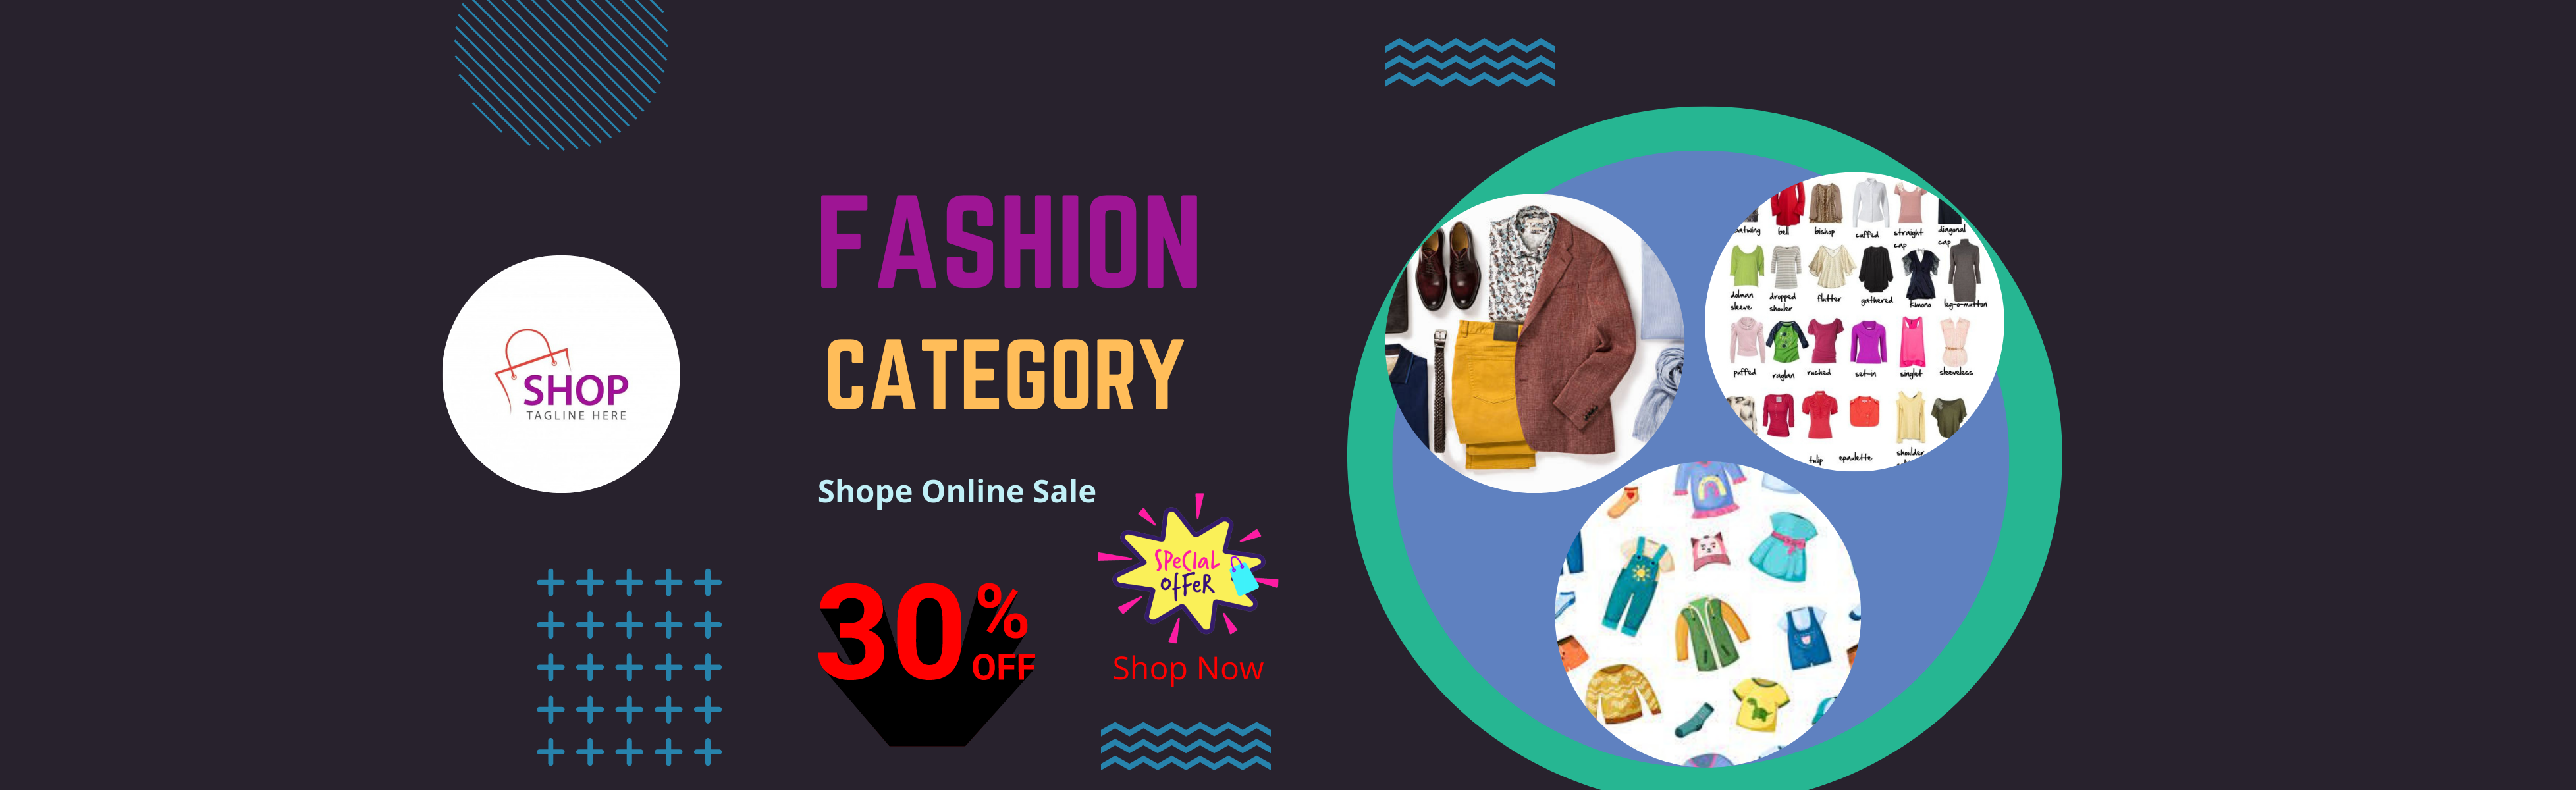 SHOP
TAGLINE HERE
FASHION
CATEGORY
Shope Online Sale
SPeCIaL
OffeR
30%
OFF
Shop Now
batwing bell bishop cuffed straight cap diagonal cap
dolman sleeve dropped shouler flutter gathered kimono leg-o-mutton
puffed raglan ruched set-in singlet sleeveless
tulip epaulette shoulder